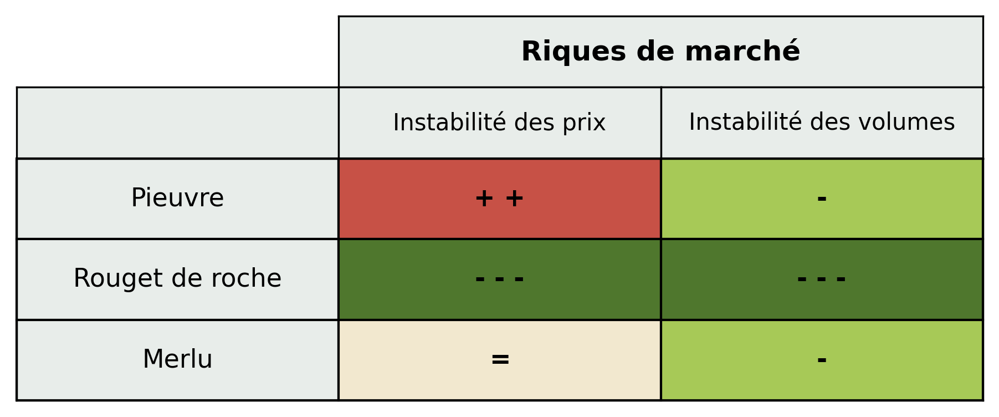 Riques de marché
Instabilité des prix Instabilité des volumes
Pieuvre + + -
Rouget de roche - - - - - -
Merlu = -